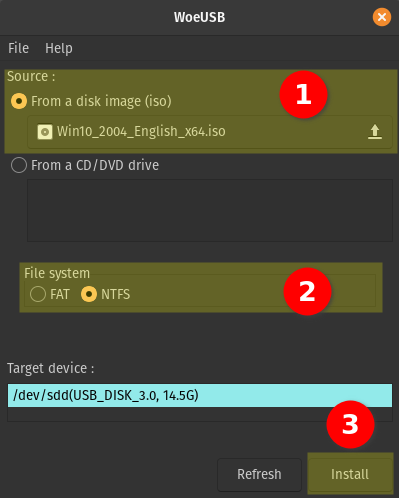 WoeUSB
File Help
Source :
1
From a disk image (iso)
Win10_2004_English_x64.iso
From a CD/DVD drive
File system
2
FAT NTFS
Target device :
/dev/sdd(USB_DISK_3.0, 14.5G)
3
Refresh Install